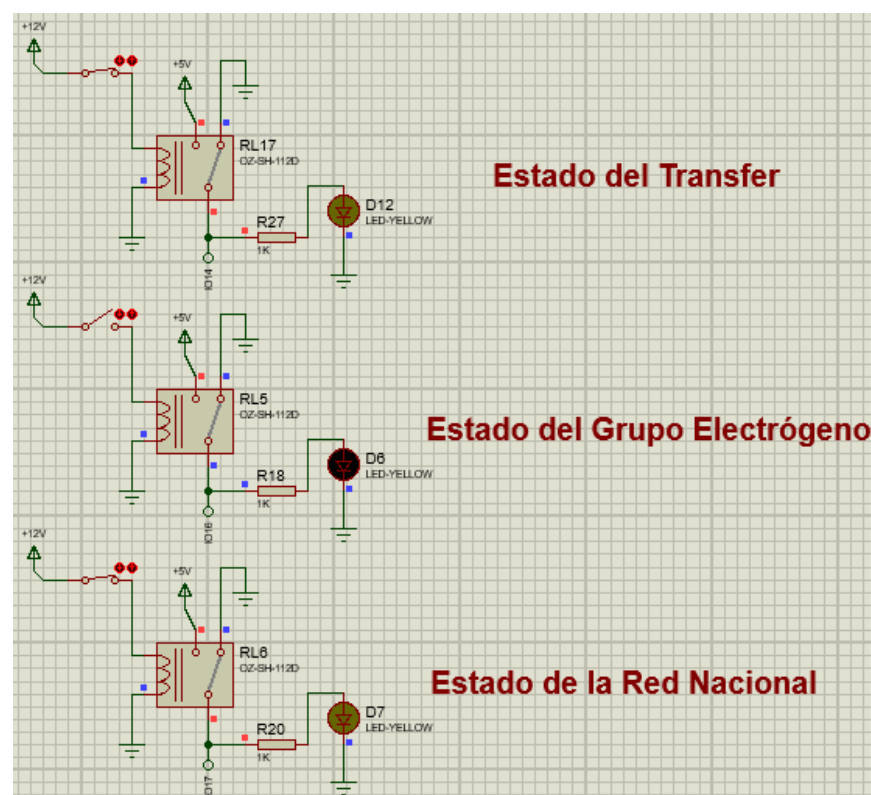 +12V
+5V
RL17
OZ-SH-112D
Estado del Transfer
D12
LED-YELLOW
R27
1K
IO14
+12V
+5V
RL5
OZ-SH-112D
Estado del Grupo Electrógeno
D6
LED-YELLOW
R18
1K
IO16
+12V
+5V
RL6
OZ-SH-112D
Estado de la Red Nacional
D7
LED-YELLOW
R20
1K
IO17